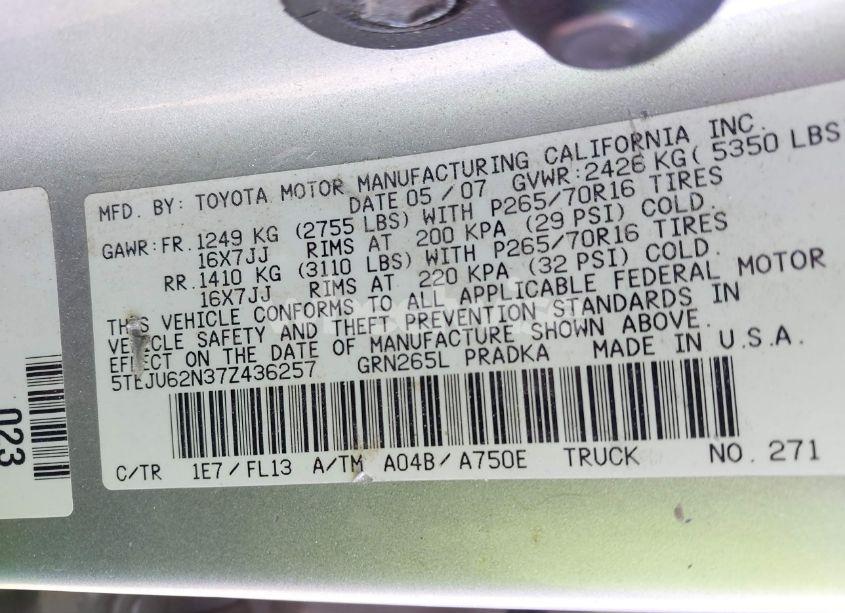 MFD. BY: TOYOTA MOTOR MANUFACTURING CALIFORNIA INC.
DATE 05 / 07 GVWR:2426 KG( 5350 LBS
GAWR:FR.1249 KG (2755 LBS) WITH P265/70R16 TIRES
16X7JJ RIMS AT 200 KPA (29 PSI) COLD.
RR.1410 KG (3110 LBS) WITH P265/70R16 TIRES
16X7JJ RIMS AT 220 KPA (32 PSI) COLD.
THIS VEHICLE CONFORMS TO ALL APPLICABLE FEDERAL MOTOR
VEHICLE SAFETY AND THEFT PREVENTION STANDARDS IN
EFFECT ON THE DATE OF MANUFACTURE SHOWN ABOVE.
5TEJU62N37Z436257 GRN265L PRADKA MADE IN U.S.A.
C/TR 1E7/FL13 A/TM A04B/A750E TRUCK NO. 271
023